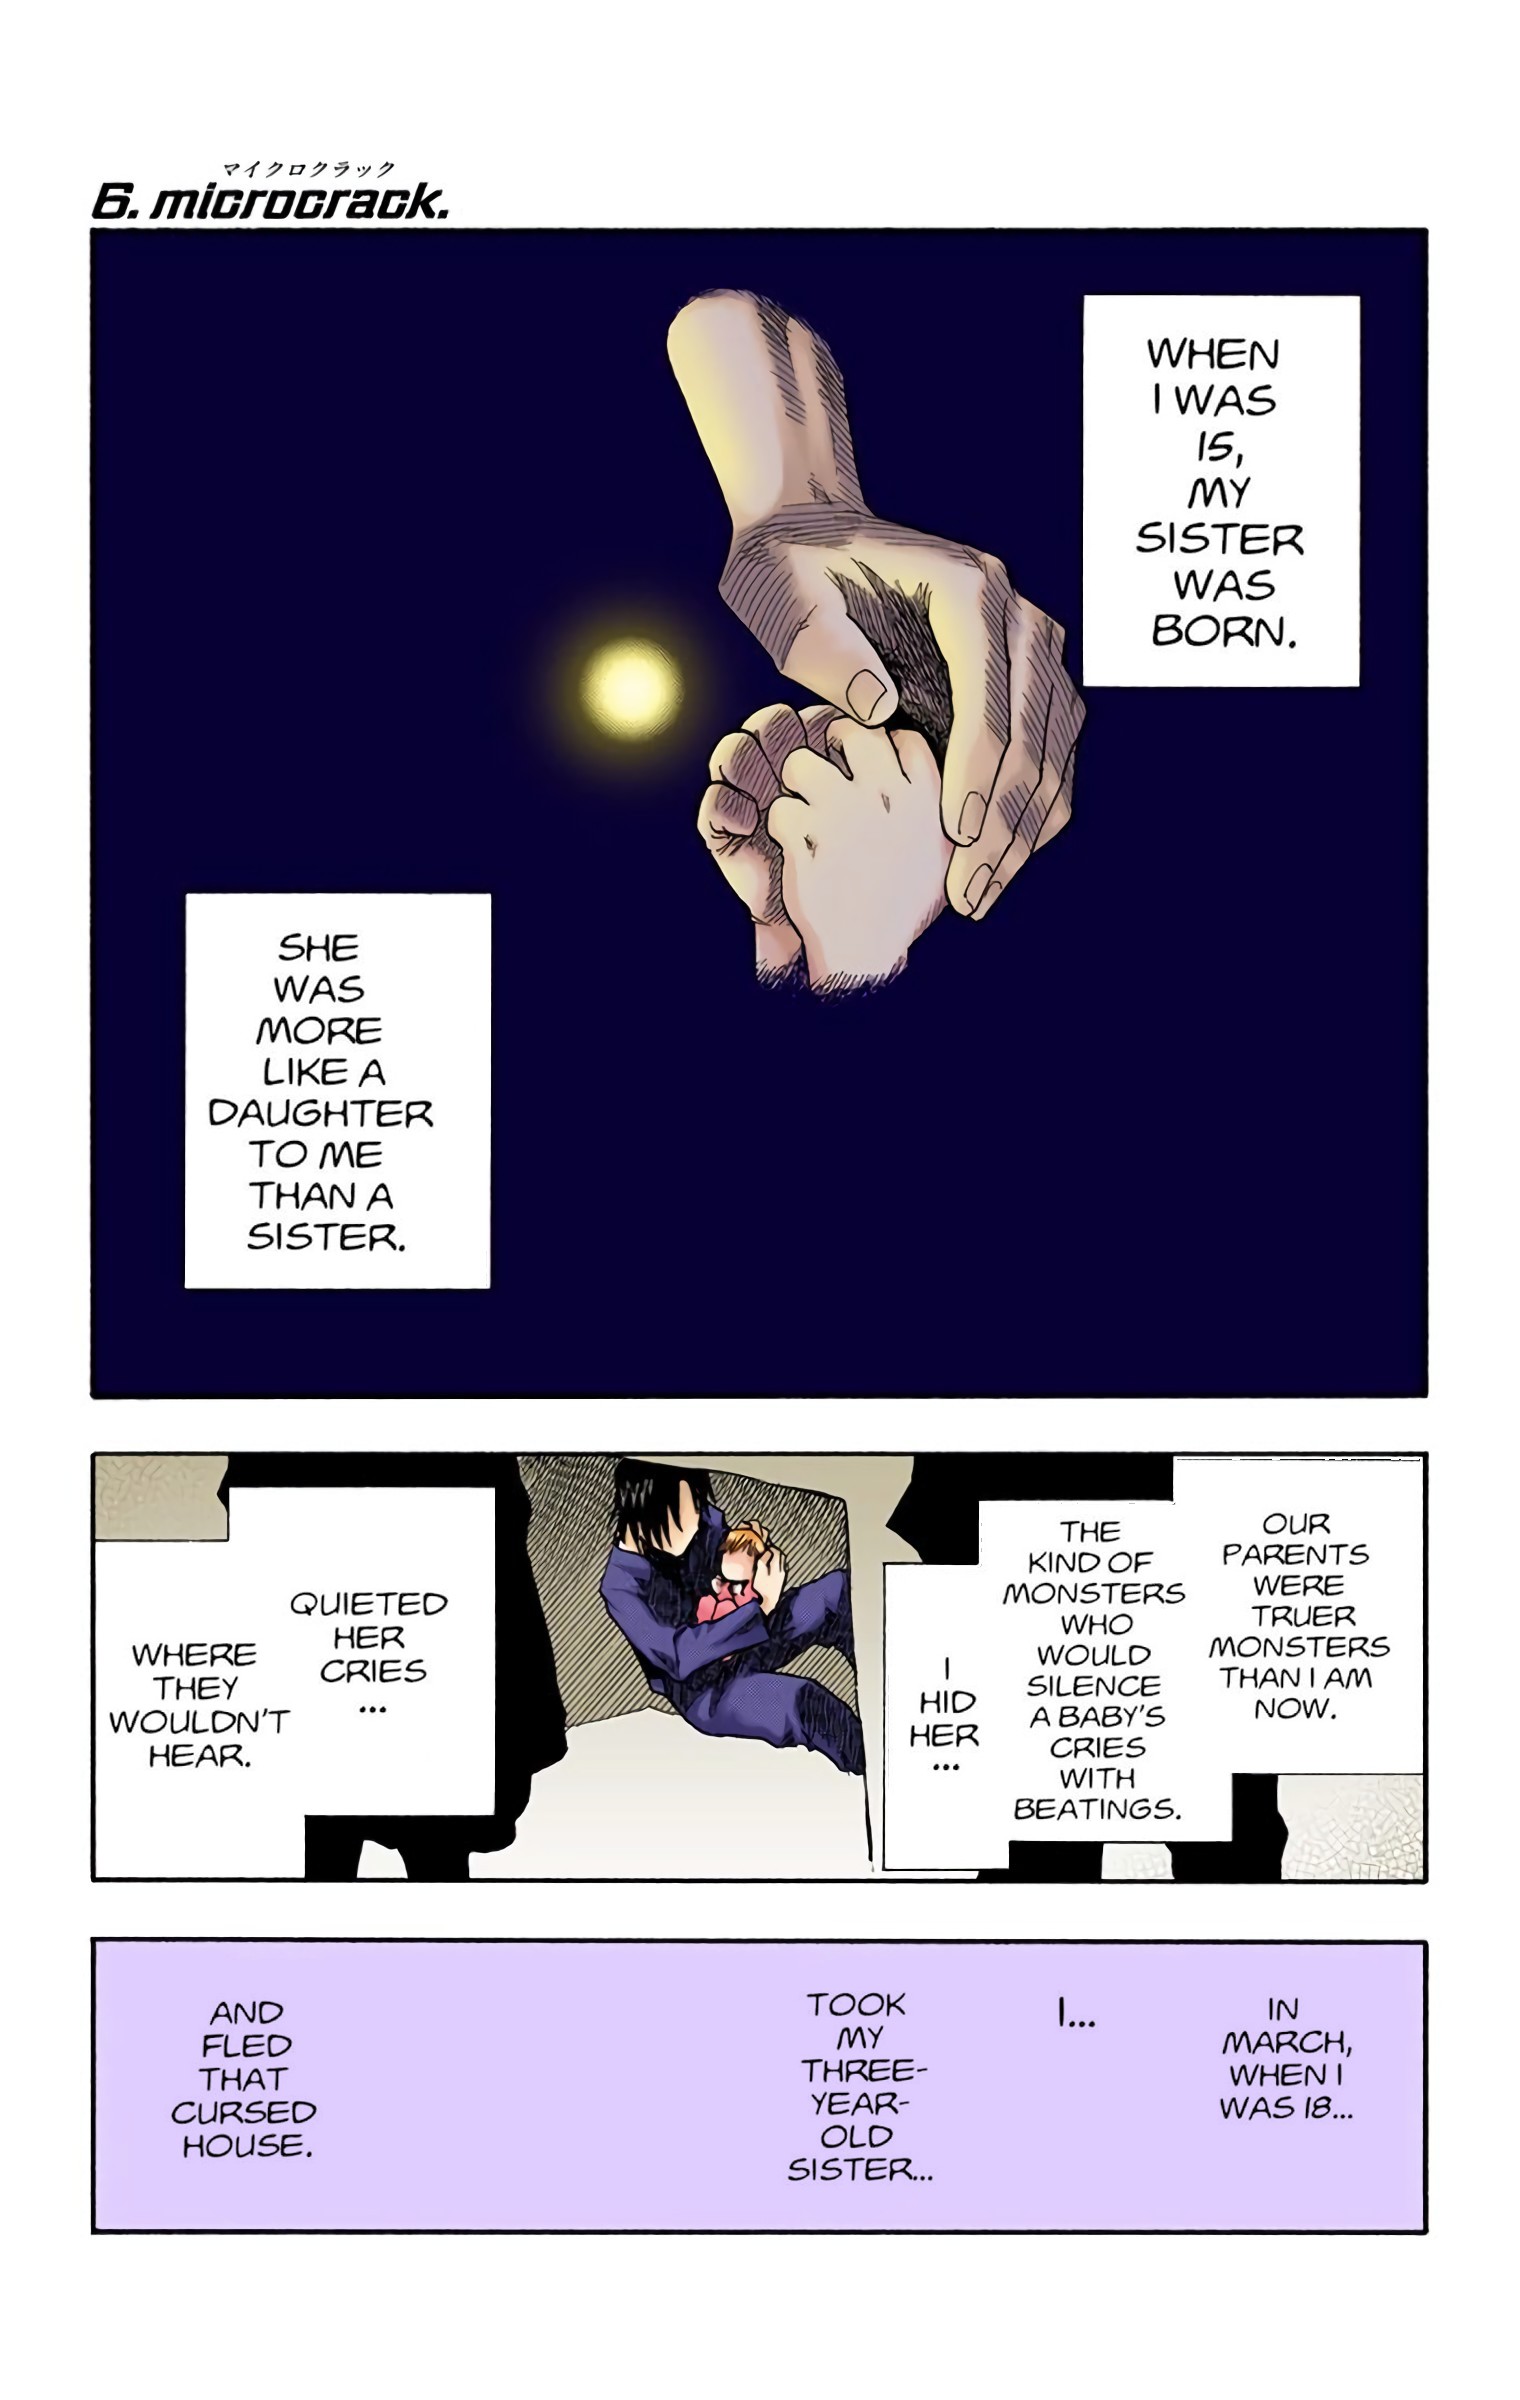 マイクロクラック
6. microcrack.
WHEN
I WAS
15,
MY
SISTER
WAS
BORN.
SHE
WAS
MORE
LIKE A
DAUGHTER
TO ME
THAN A
SISTER.
OUR
PARENTS
WERE
TRUER
MONSTERS
THAN I AM
NOW.
THE
KIND OF
MONSTERS
WHO
WOULD
SILENCE
A BABY'S
CRIES
WITH
BEATINGS.
I
HID
HER
...
QUIETED
HER
CRIES
...
WHERE
THEY
WOULDN'T
HEAR.
IN
MARCH,
WHEN I
WAS 18...
I...
TOOK
MY
THREE-
YEAR-
OLD
SISTER...
AND
FLED
THAT
CURSED
HOUSE.